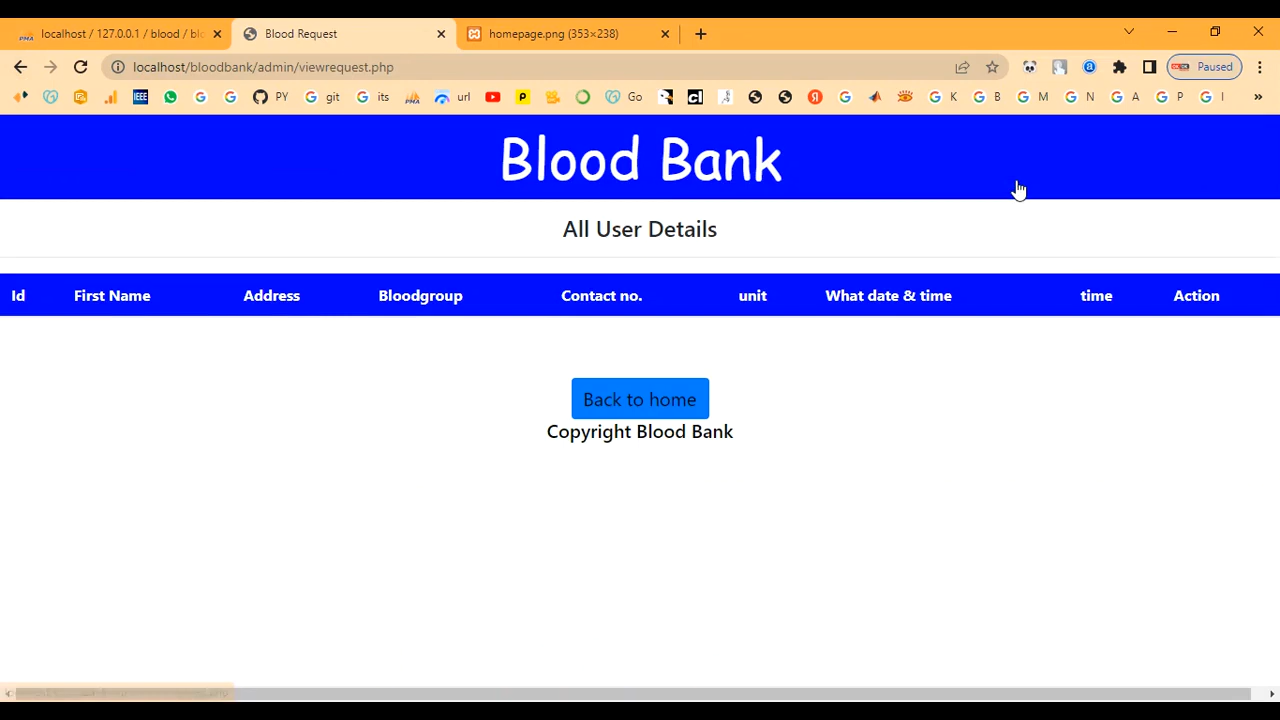 localhost / 127.0.0.1 / blood / blo
Blood Request
homepage.png (353×238)
localhost/bloodbank/admin/viewrequest.php
Paused
IEEE
PY
git
its
url
Go
K
B
M
N
A
P
I
Blood Bank
All User Details
Id First Name Address Bloodgroup Contact no. unit What date & time time Action
Back to home
Copyright Blood Bank